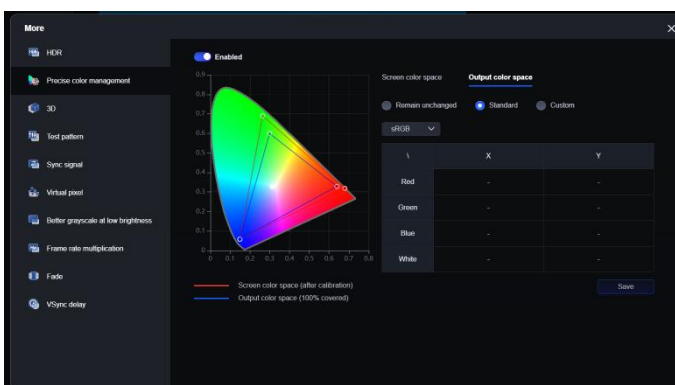 More
HDR
Precise color management
3D
Test pattern
Sync signal
Virtual pixel
Better grayscale at low brightness
Frame rate multiplication
Fade
VSync delay
Enabled
0.9
0.8
0.7
0.6
0.5
0.4
0.3
0.2
0.1
0
0 0.1 0.2 0.3 0.4 0.5 0.6 0.7 0.8
Screen color space (after calibration)
Output color space (100% covered)
Screen color space Output color space
Remain unchanged Standard Custom
sRGB
\ X Y
Red - -
Green - -
Blue - -
White - -
Save